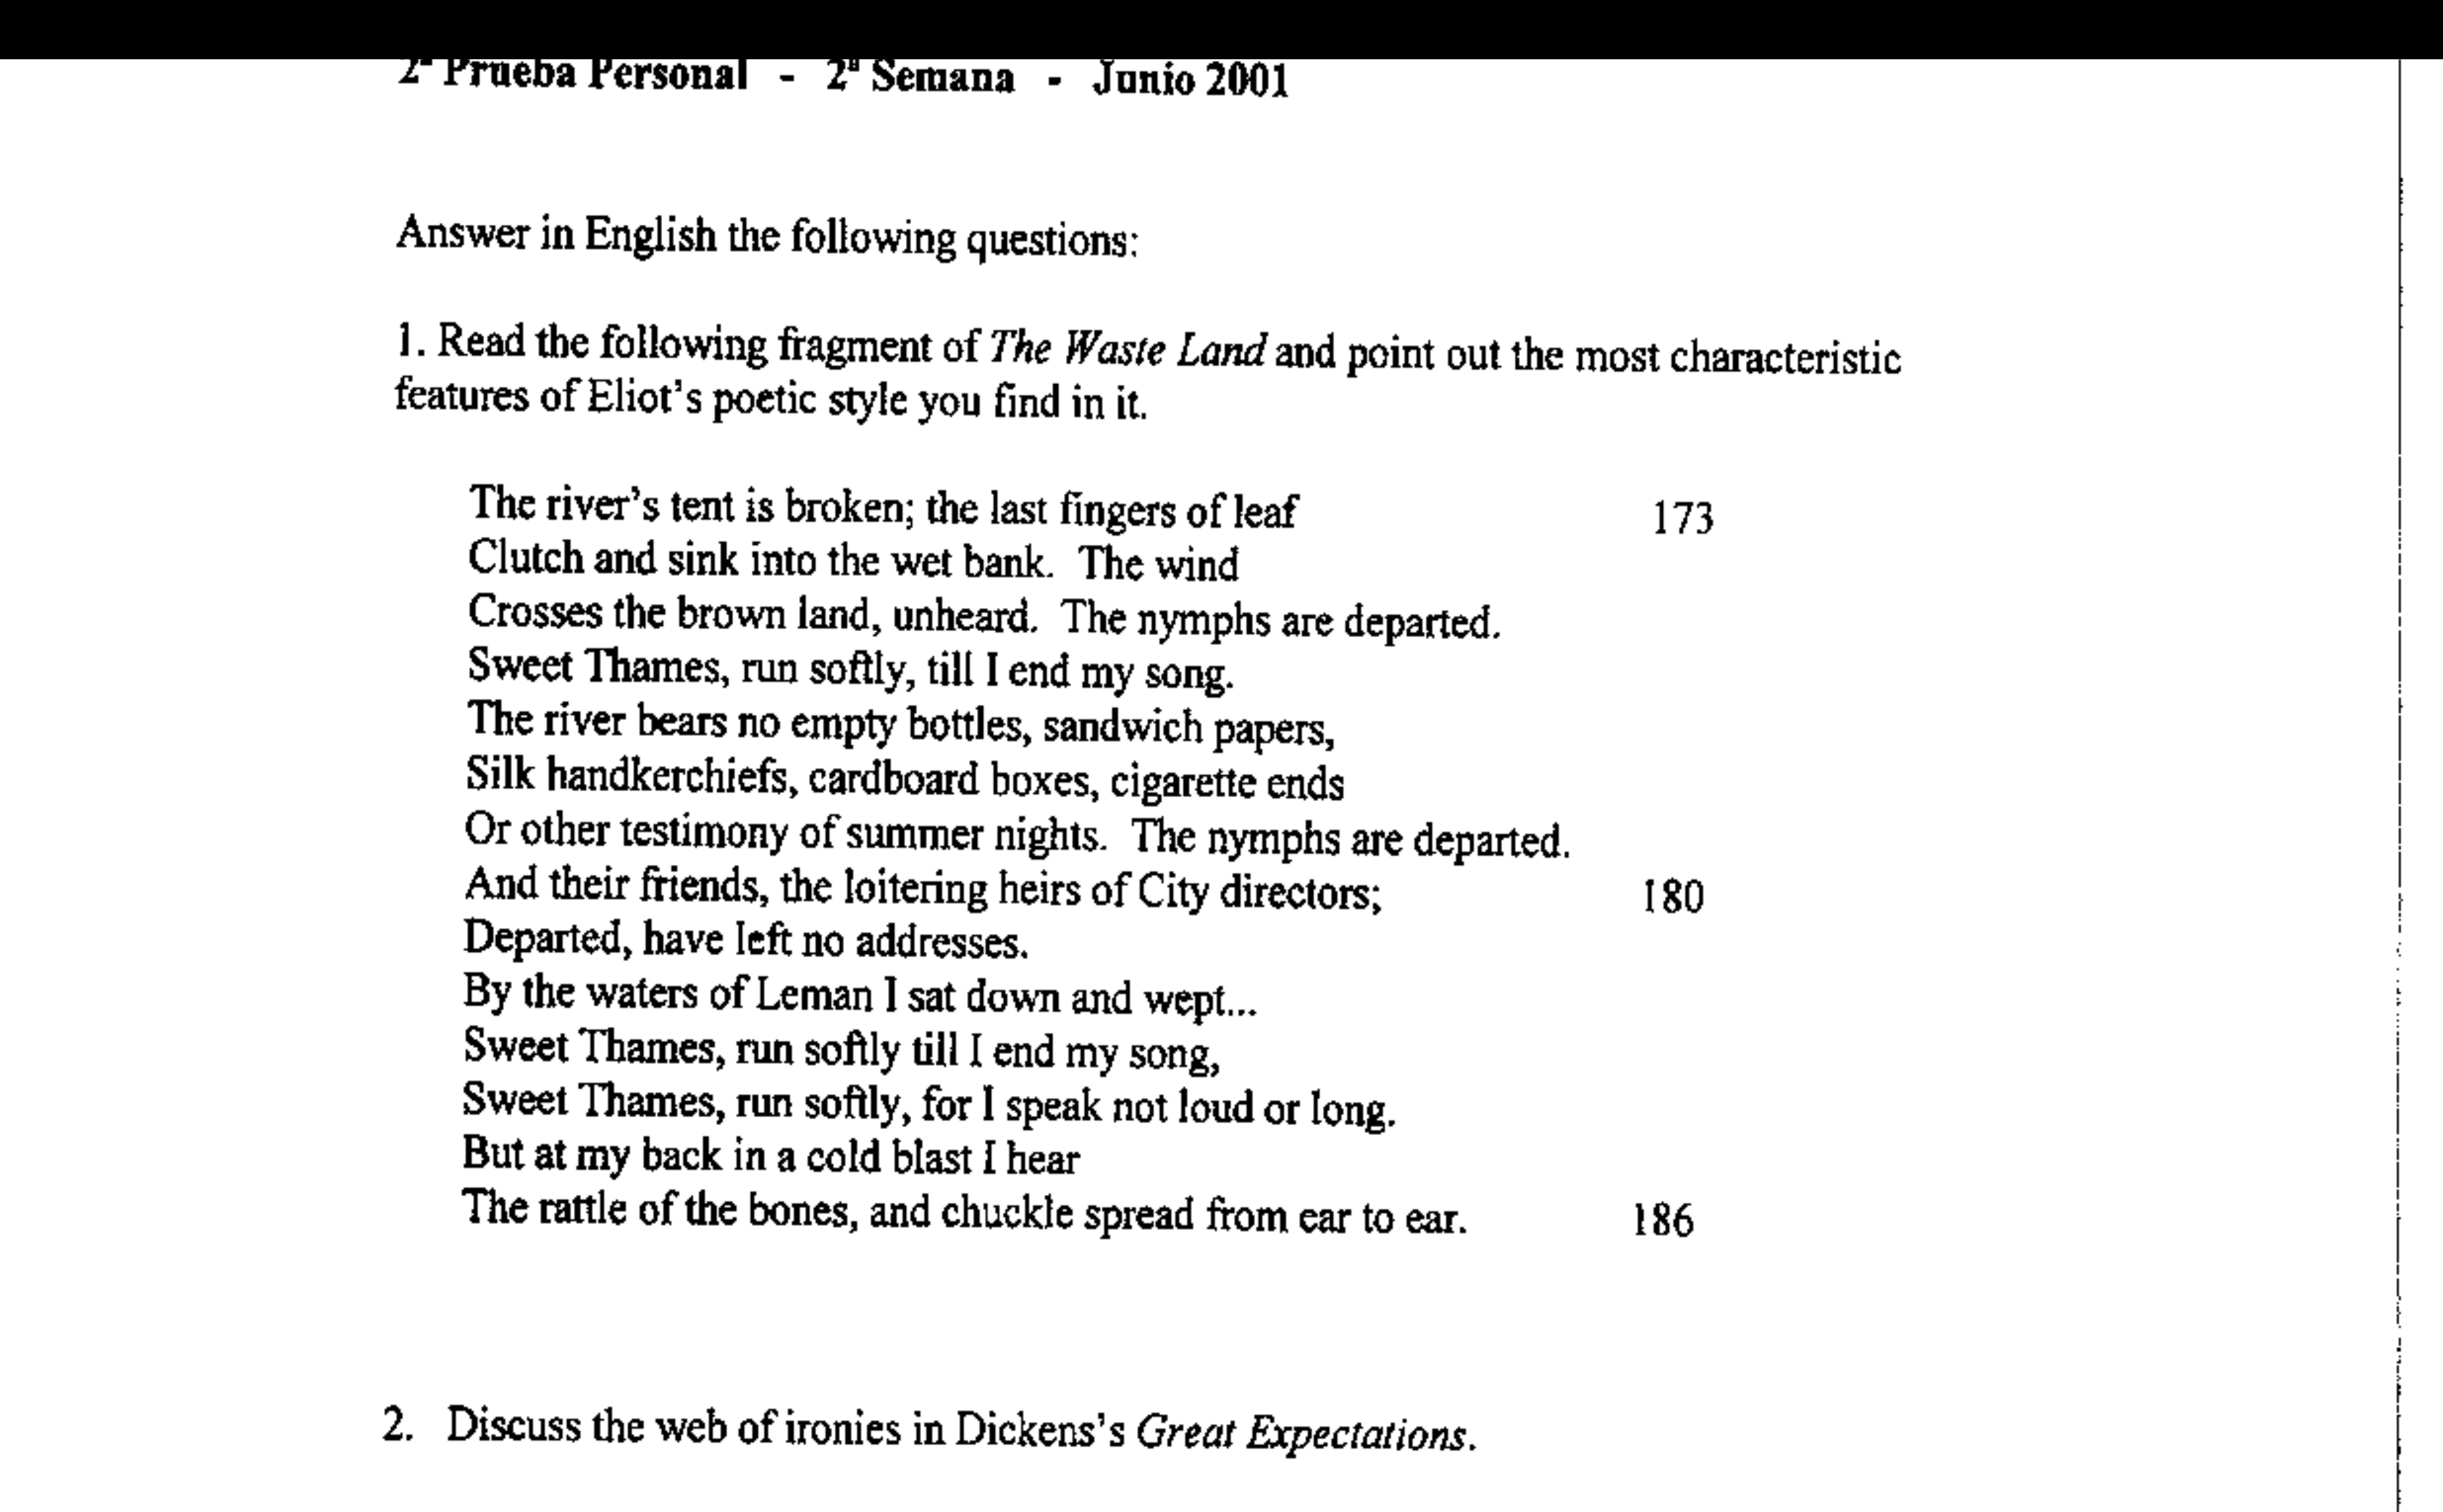 2ª Prueba Personal - 2ª Semana - Junio 2001
Answer in English the following questions:
1. Read the following fragment of The Waste Land and point out the most characteristic
features of Eliot's poetic style you find in it.
The river's tent is broken; the last fingers of leaf 173
Clutch and sink into the wet bank. The wind
Crosses the brown land, unheard. The nymphs are departed.
Sweet Thames, run softly, till I end my song.
The river bears no empty bottles, sandwich papers,
Silk handkerchiefs, cardboard boxes, cigarette ends
Or other testimony of summer nights. The nymphs are departed.
And their friends, the loitering heirs of City directors; 180
Departed, have left no addresses.
By the waters of Leman I sat down and wept...
Sweet Thames, run softly till I end my song,
Sweet Thames, run softly, for I speak not loud or long.
But at my back in a cold blast I hear
The rattle of the bones, and chuckle spread from ear to ear. 186
2. Discuss the web of ironies in Dickens's Great Expectations.